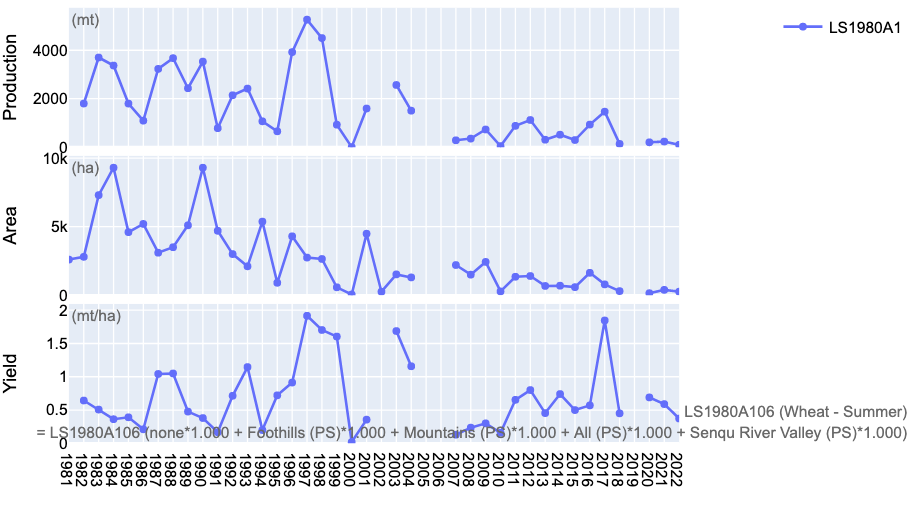 (mt)
LS1980A1
Production
4000
2000
0
(ha)
Area
10k
5k
0
(mt/ha)
Yield
2
1.5
1
0.5
0
LS1980A106 (Wheat - Summer)
= LS1980A106 (none*1.000 + Foothills (PS)*1.000 + Mountains (PS)*1.000 + All (PS)*1.000 + Senqu River Valley (PS)*1.000)
1981 1982 1983 1984 1985 1986 1987 1988 1989 1990 1991 1992 1993 1994 1995 1996 1997 1998 1999 2000 2001 2002 2003 2004 2005 2006 2007 2008 2009 2010 2011 2012 2013 2014 2015 2016 2017 2018 2019 2020 2021 2022